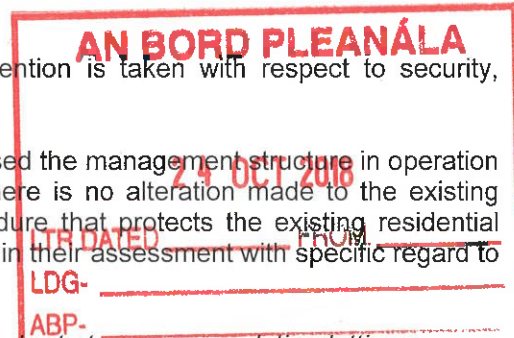 AN BORD PLEANÁLA
ention is taken with respect to security,
sed the management structure in operation
24 OCT 2018
here is no alteration made to the existing
dure that protects the existing residential
LTR DATED FROM
in their assessment with specific regard to
LDG-
ABP-